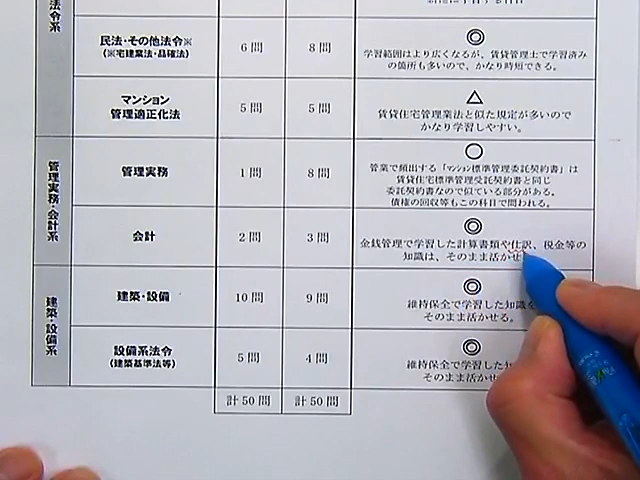 法令系
民法・その他法令※
(※宅建業法・品確法)
6問
8問
◎
学習範囲はより広くなるが、賃貸管理士で学習済み
の箇所も多いので、かなり時短できる。
マンション
管理適正化法
5問
5問
△
賃貸住宅管理業法と似た規定が多いので
かなり学習しやすい。
管理実務・会計系
管理実務
1問
8問
○
管業で頻出する「マンション標準管理委託契約書」は
賃貸住宅標準管理受託契約書と同じ
委託契約書なので似ている部分がある。
債権の回収等もこの科目で問われる。
会計
2問
3問
◎
金銭管理で学習した計算書類や仕訳、税金等の
知識は、そのまま活かせ
建築・設備系
建築・設備
10問
9問
◎
維持保全で学習した知識を
そのまま活かせる。
設備系法令
(建築基準法等)
5問
4問
◎
維持保全で学習した
そのまま活かせ
計50問
計50問